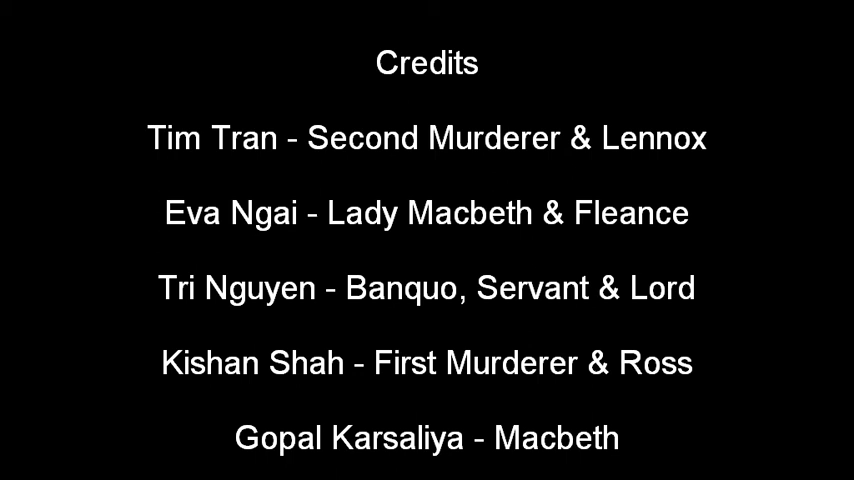 Credits
Tim Tran - Second Murderer & Lennox
Eva Ngai - Lady Macbeth & Fleance
Tri Nguyen - Banquo, Servant & Lord
Kishan Shah - First Murderer & Ross
Gopal Karsaliya - Macbeth